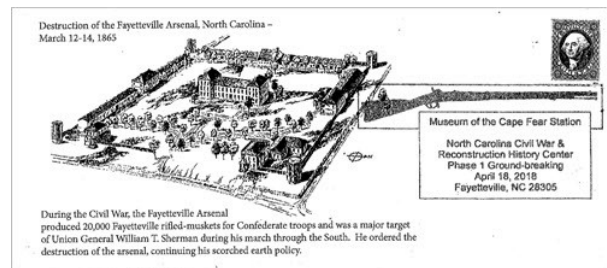 Destruction of the Fayetteville Arsenal, North Carolina –
March 12-14, 1865
Museum of the Cape Fear Station
North Carolina Civil War &
Reconstruction History Center
Phase 1 Ground-breaking
April 18, 2018
Fayetteville, NC 28305
During the Civil War, the Fayetteville Arsenal
produced 20,000 Fayetteville rifled-muskets for Confederate troops and was a major target
of Union General William T. Sherman during his march through the South. He ordered the
destruction of the arsenal, continuing his scorched earth policy.